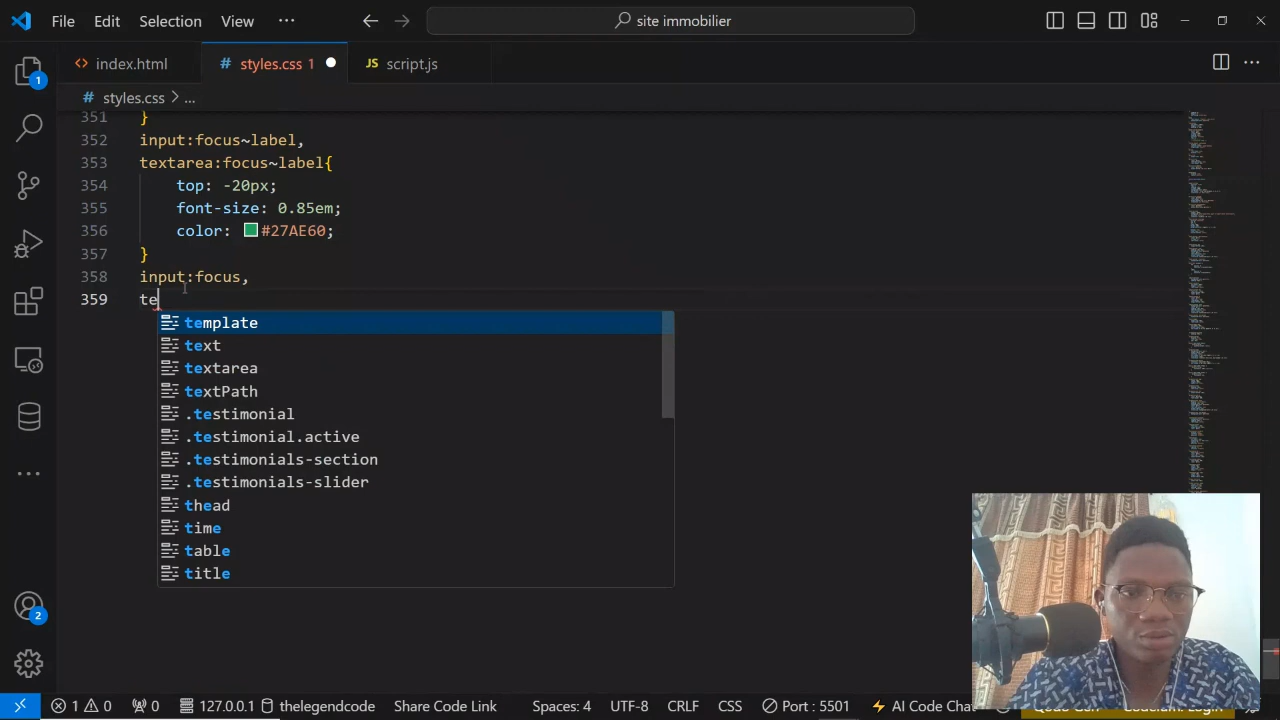 File Edit Selection View ··· site immobilier
index.html styles.css 1 JS script.js
# styles.css > ...
351 }
352 input:focus~label,
353 textarea:focus~label{
354 top: -20px;
355 font-size: 0.85em;
356 color: #27AE60;
357 }
358 input:focus,
359 te
template
text
textarea
textPath
.testimonial
.testimonial.active
.testimonials-section
.testimonials-slider
thead
time
table
title
1
2
1 0 0 127.0.0.1 thelegendcode Share Code Link Spaces: 4 UTF-8 CRLF CSS Port : 5501 AI Code Chat